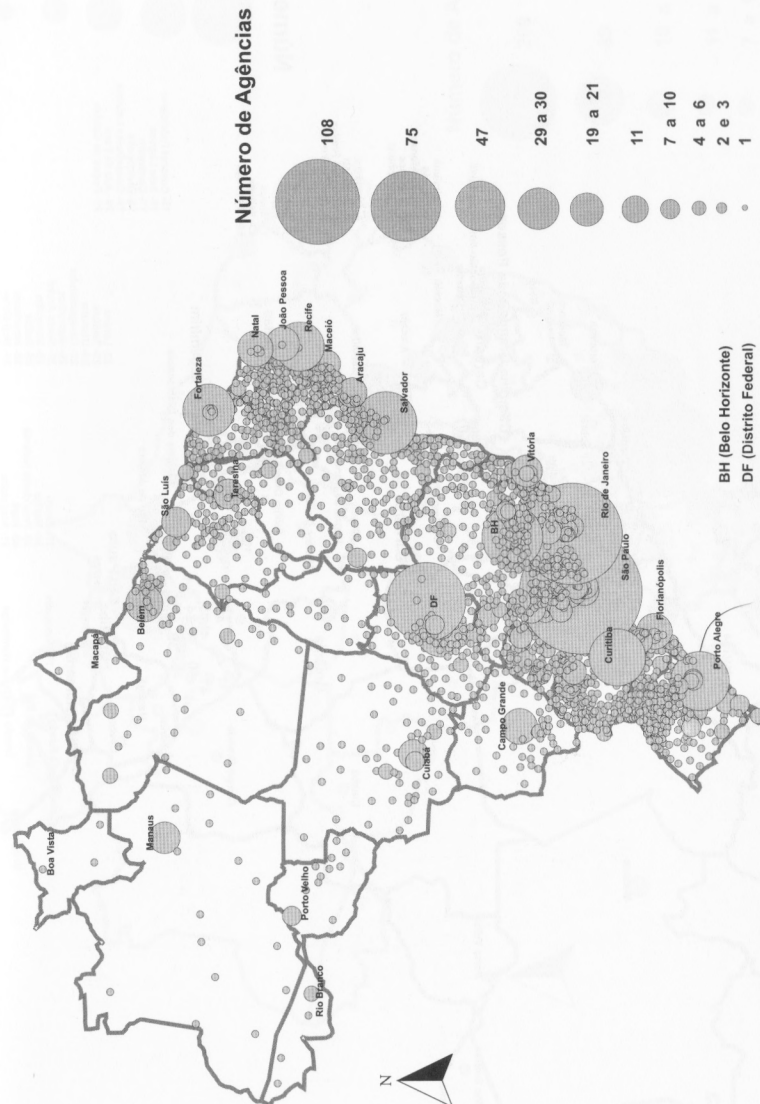 Número de Agências
108
75
47
29 a 30
19 a 21
11
7 a 10
4 a 6
2 e 3
1
BH (Belo Horizonte)
DF (Distrito Federal)
N
Boa Vista
Macapá
Manaus
Belém
São Luís
Teresina
Fortaleza
Natal
João Pessoa
Recife
Maceió
Aracaju
Salvador
Porto Velho
Rio Branco
Cuiabá
DF
Campo Grande
BH
Vitória
Rio de Janeiro
São Paulo
Curitiba
Florianópolis
Porto Alegre